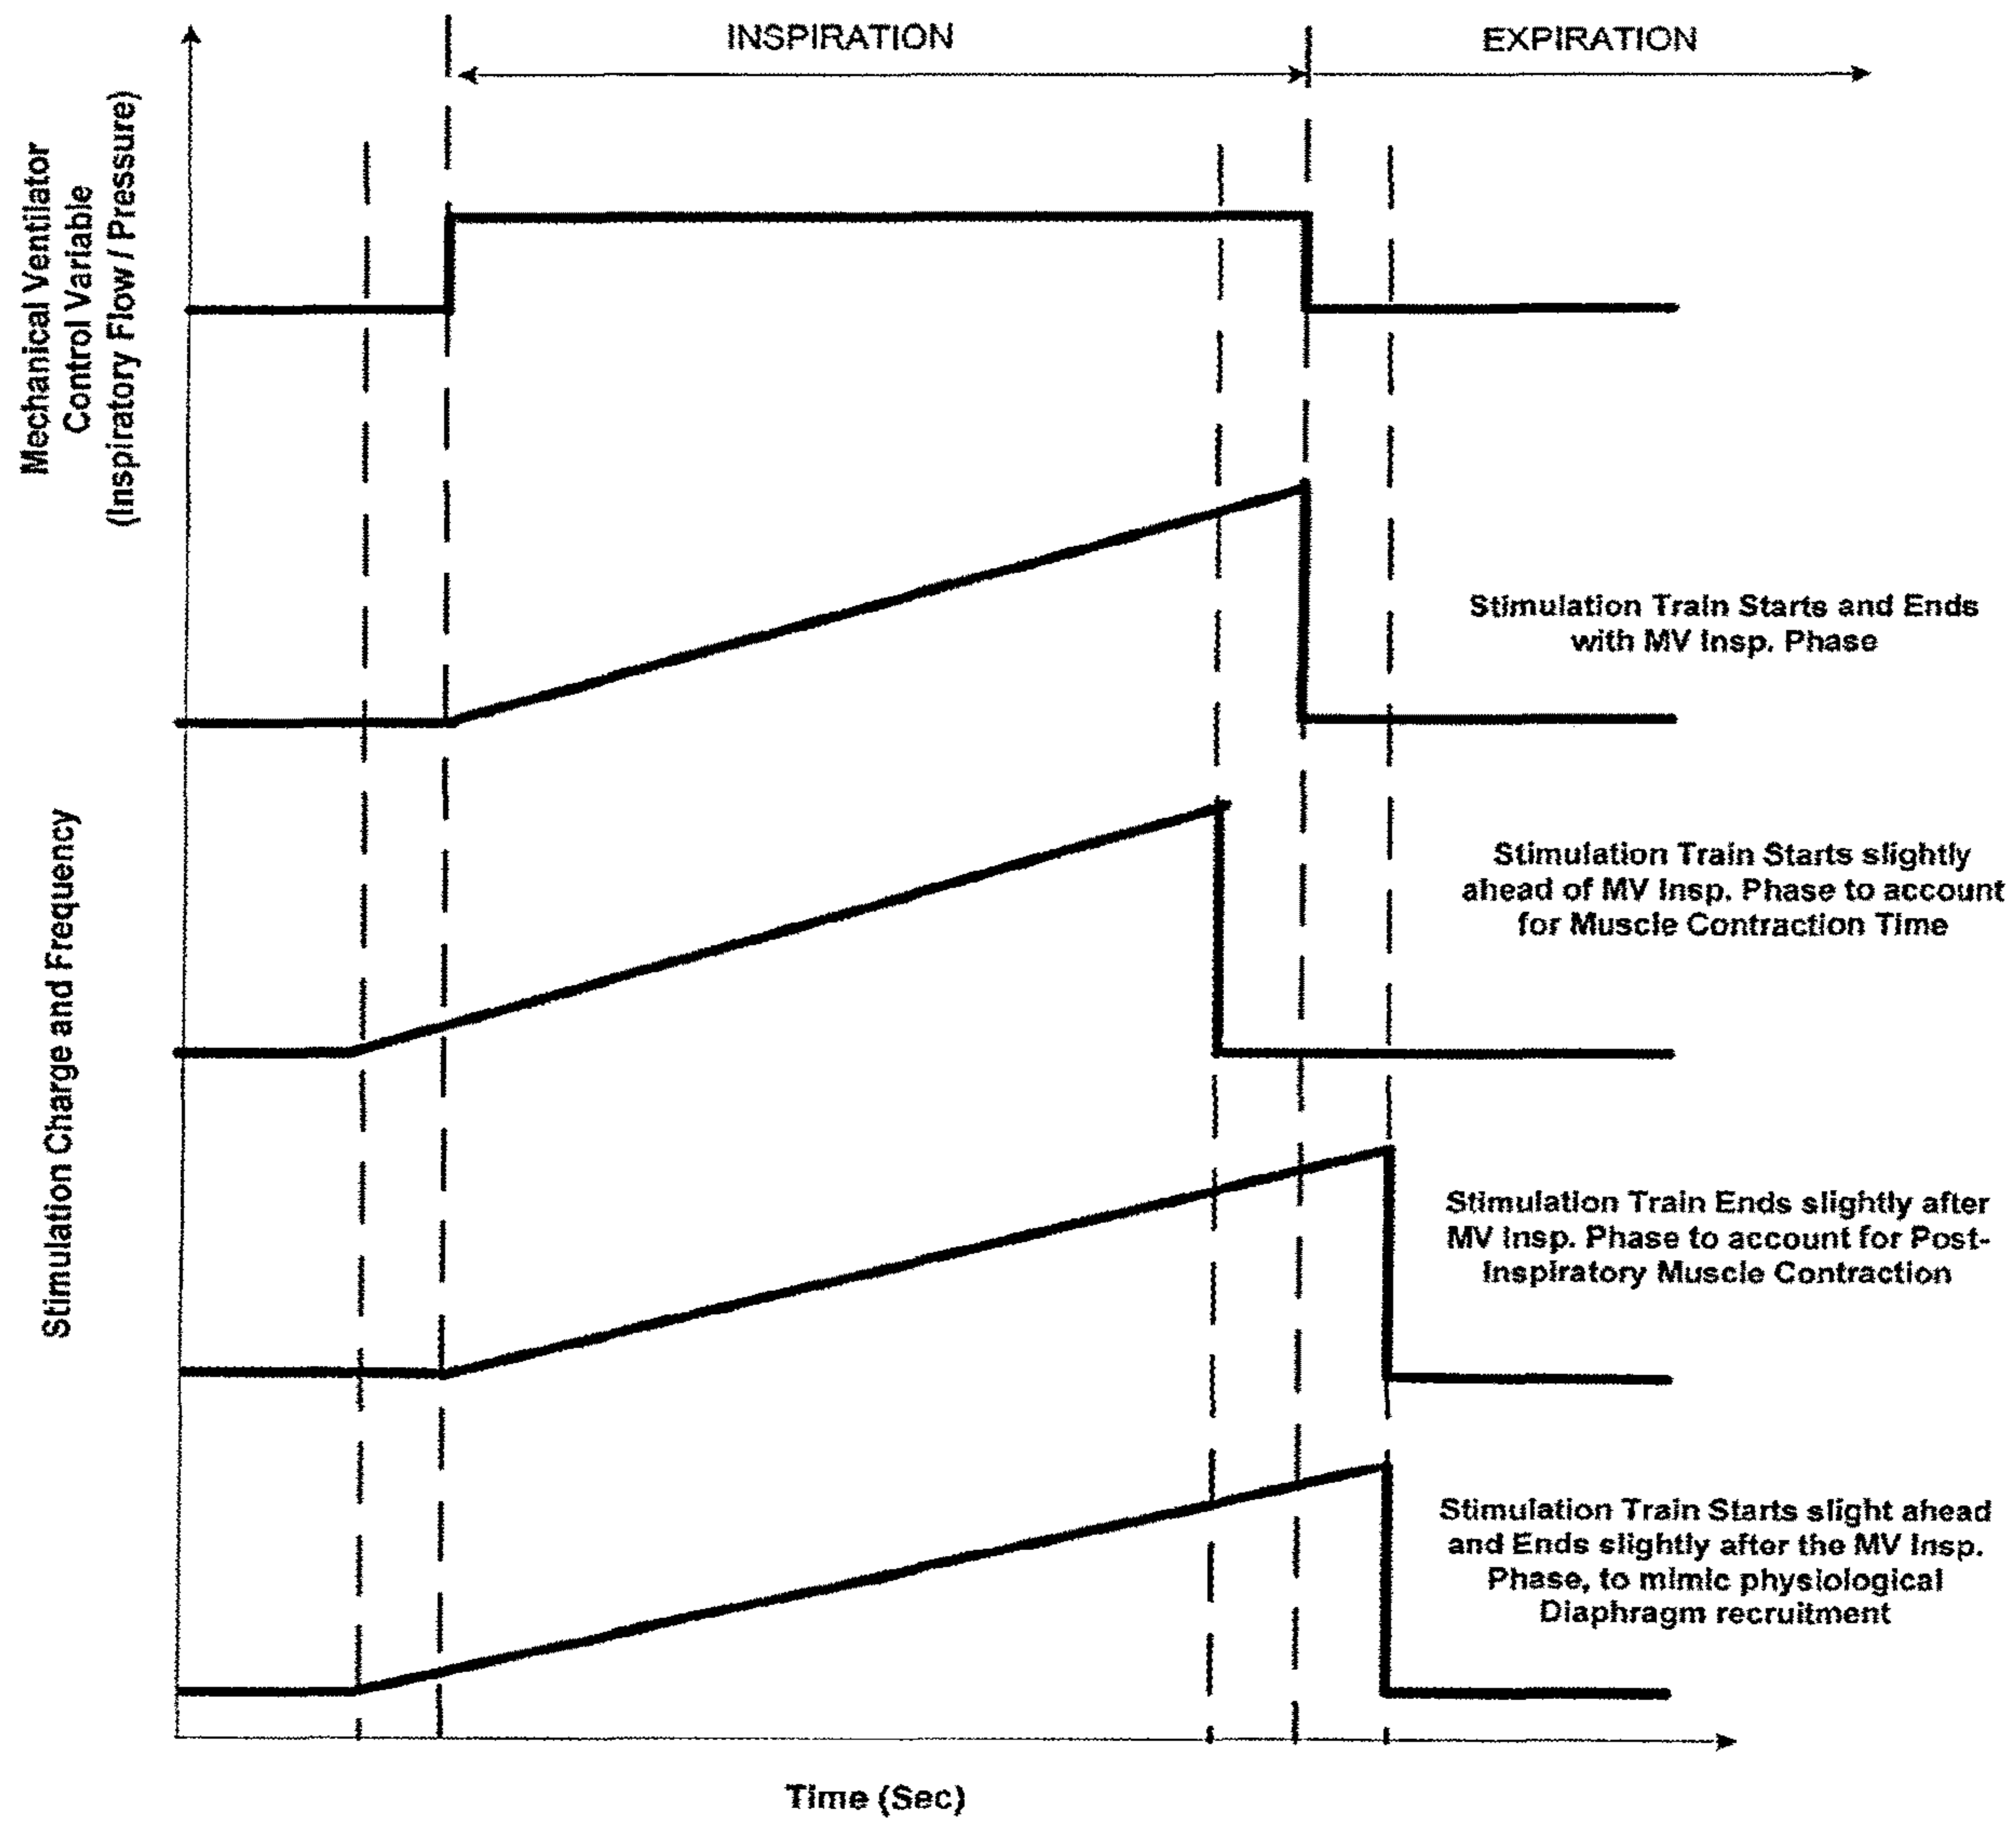 INSPIRATION
EXPIRATION
Mechanical Ventilator
Control Variable
(Inspiratory Flow / Pressure)
Stimulation Train Starts and Ends
with MV Insp. Phase
Stimulation Charge and Frequency
Stimulation Train Starts slightly
ahead of MV Insp. Phase to account
for Muscle Contraction Time
Stimulation Train Ends slightly after
MV Insp. Phase to account for Post-
Inspiratory Muscle Contraction
Stimulation Train Starts slight ahead
and Ends slightly after the MV Insp.
Phase, to mimic physiological
Diaphragm recruitment
Time (Sec)